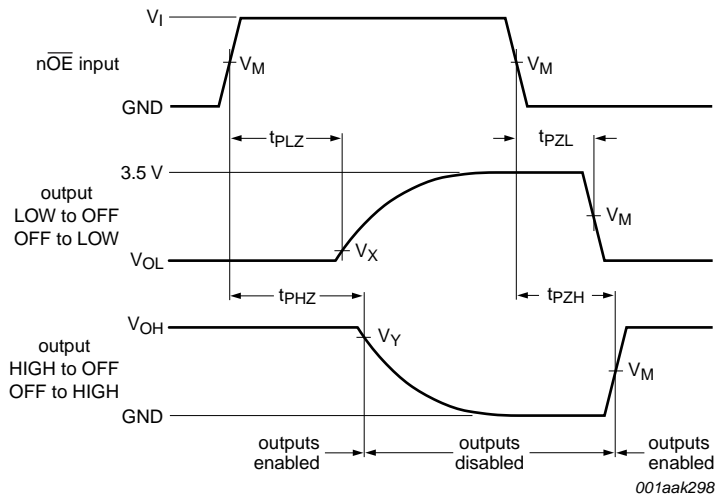 V_I
nO̅E̅ input
V_M
V_M
GND
t_PLZ
t_PZL
3.5 V
output
LOW to OFF
OFF to LOW
V_M
V_X
V_OL
t_PHZ
t_PZH
V_OH
V_Y
output
HIGH to OFF
OFF to HIGH
V_M
GND
outputs
enabled
outputs
disabled
outputs
enabled
001aak298